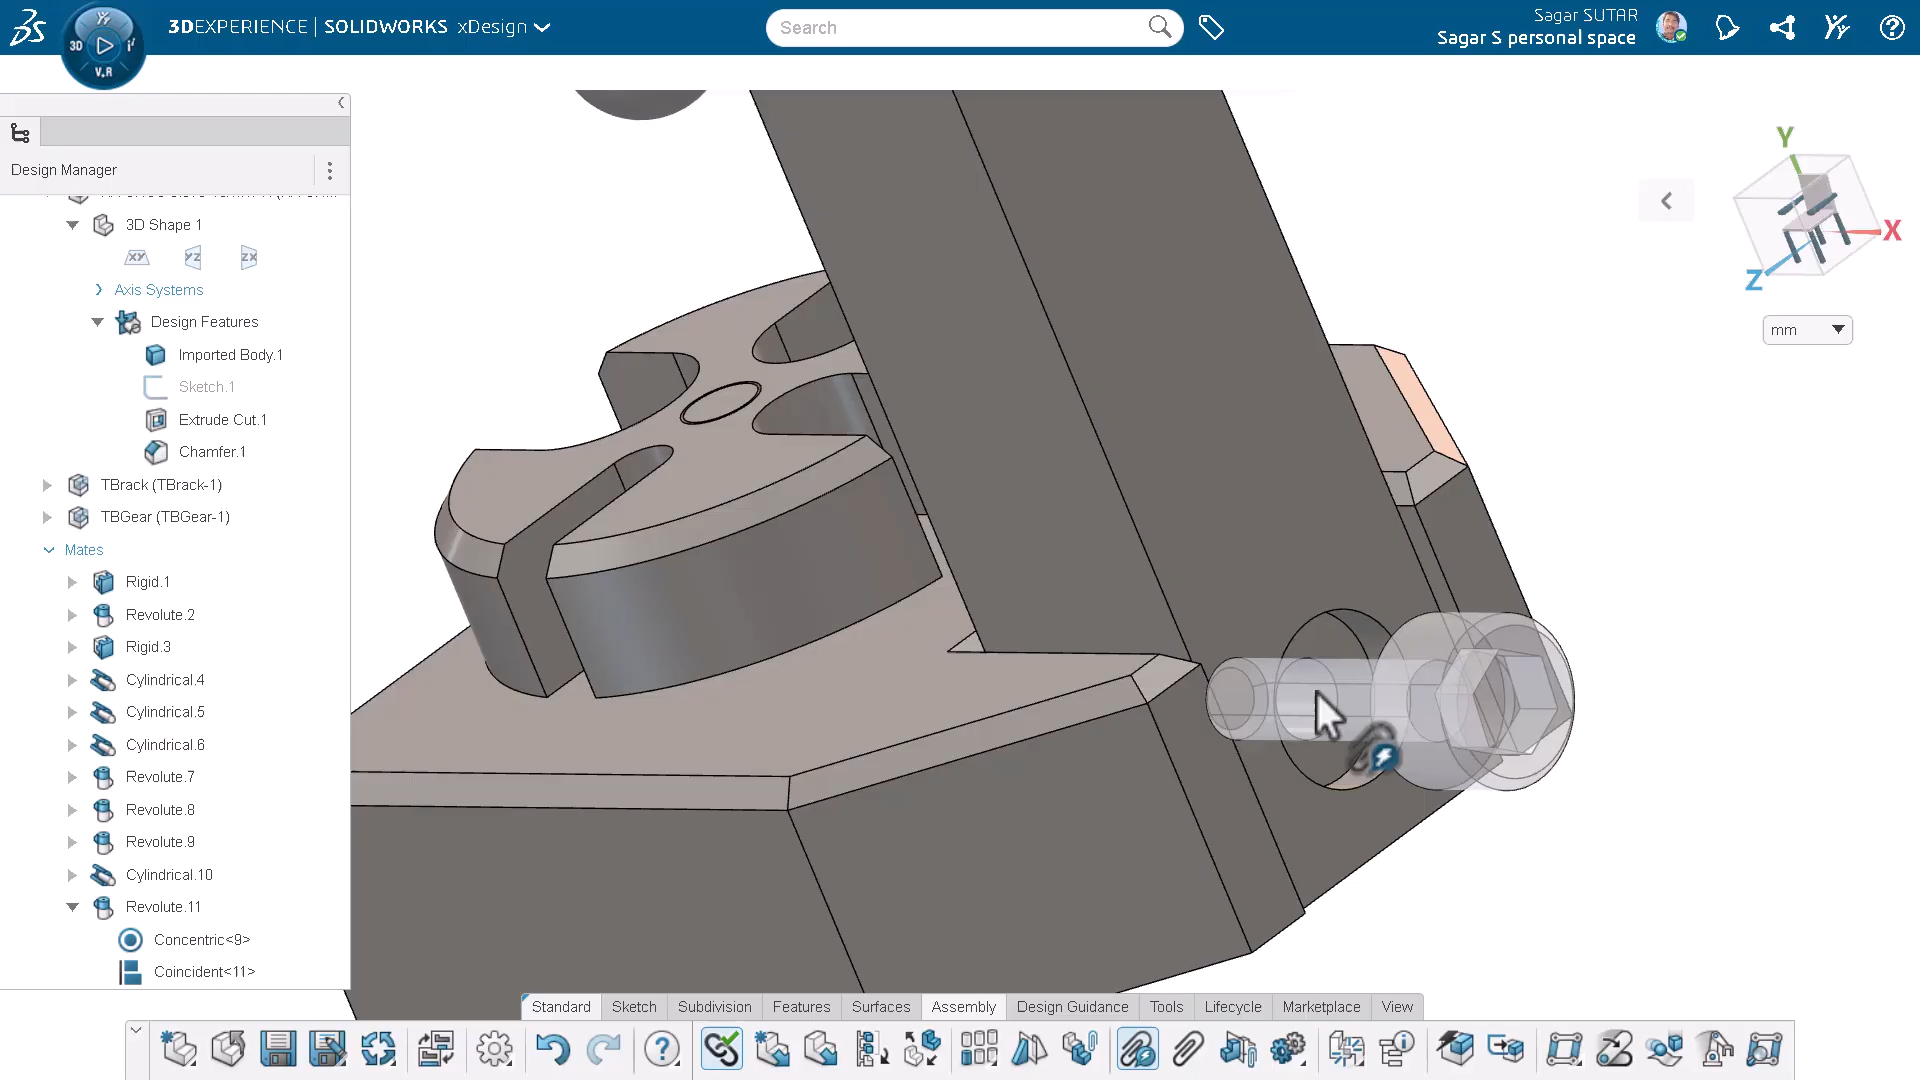 3DEXPERIENCE | SOLIDWORKS xDesign
Search
Sagar SUTAR
Sagar S personal space
3D
V.R
Design Manager
3D Shape 1
XY YZ ZX
Axis Systems
Design Features
Imported Body.1
Sketch.1
Extrude Cut.1
Chamfer.1
TBrack (TBrack-1)
TBGear (TBGear-1)
Mates
Rigid.1
Revolute.2
Rigid.3
Cylindrical.4
Cylindrical.5
Cylindrical.6
Revolute.7
Revolute.8
Revolute.9
Cylindrical.10
Revolute.11
Concentric<9>
Coincident<11>
Y
X
Z
mm
Standard Sketch Subdivision Features Surfaces Assembly Design Guidance Tools Lifecycle Marketplace View